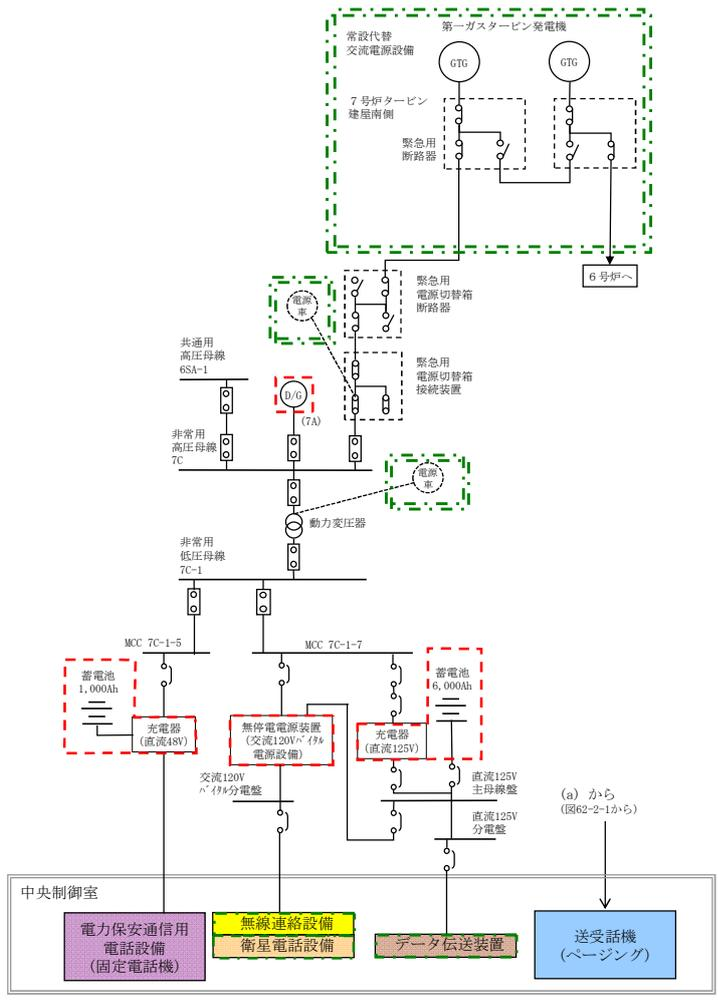 第一ガスタービン発電機
常設代替
交流電源設備
GTG
GTG
7号炉タービン
建屋南側
緊急用
断路器
6号炉へ
緊急用
電源切替箱
断路器
電源
車
共通用
高圧母線
6SA-1
緊急用
電源切替箱
接続装置
D/G
(7A)
非常用
高圧母線
7C
電源
車
動力変圧器
非常用
低圧母線
7C-1
MCC 7C-1-5
MCC 7C-1-7
蓄電池
1,000Ah
蓄電池
6,000Ah
充電器
(直流48V)
無停電電源装置
(交流120Vバイタル
電源設備)
充電器
(直流125V)
交流120V
バイタル分電盤
直流125V
主母線盤
直流125V
分電盤
(a) から
(図62-2-1から)
中央制御室
電力保安通信用
電話設備
(固定電話機)
無線連絡設備
衛星電話設備
データ伝送装置
送受話機
(ページング)